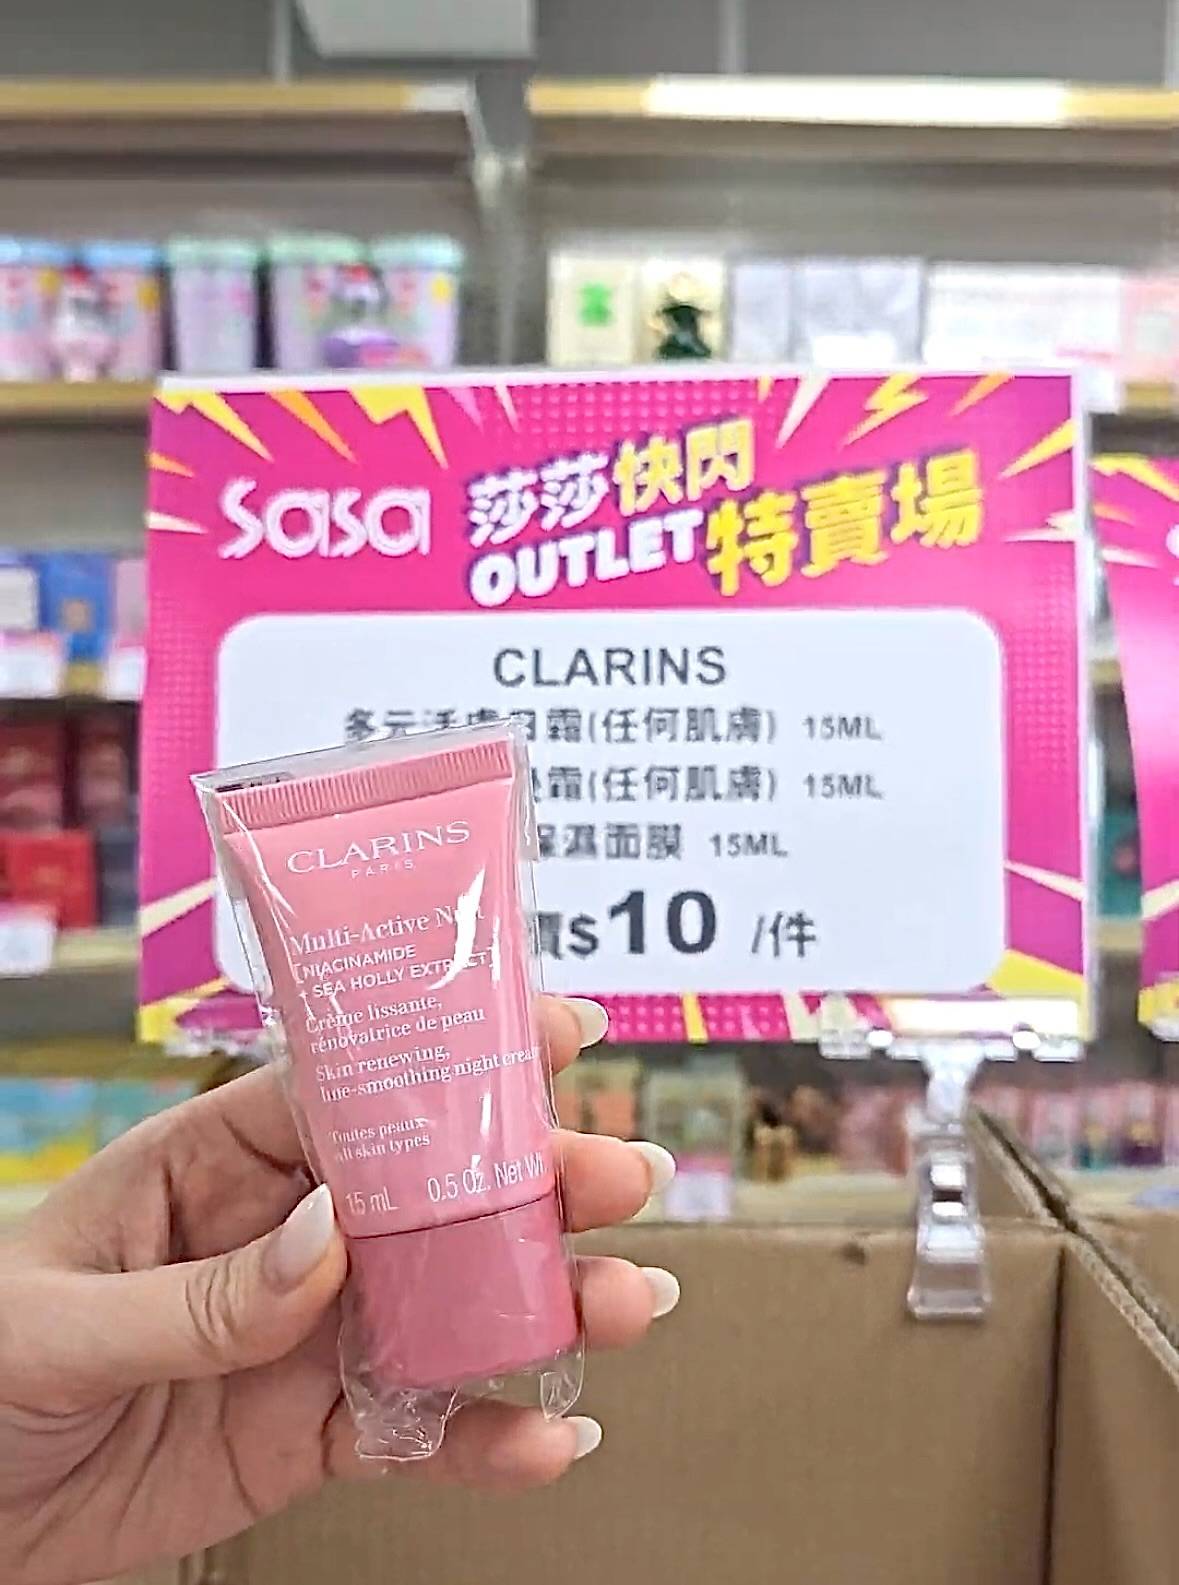 sasa
莎莎快閃
OUTLET特賣場
CLARINS
多元活膚日霜(任何肌膚) 15ML
霜(任何肌膚) 15ML
保濕面膜 15ML
$10 /件
CLARINS
PARIS
Multi-Active Nuit
[NIACINAMIDE
+ SEA HOLLY EXTRACT]
Crème lissante,
rénovatrice de peau
Skin renewing,
line-smoothing night cream
Toutes peaux
All skin types
15 mL 0.5 Oz. Net Wt.